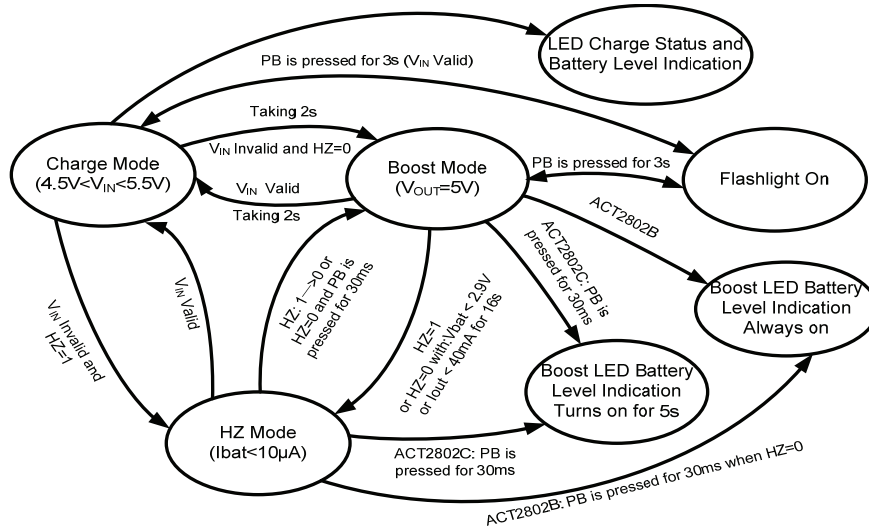 LED Charge Status and
Battery Level Indication
PB is pressed for 3s (VIN Valid)
Taking 2s
VIN Invalid and HZ=0
Charge Mode
(4.5V<VIN<5.5V)
VIN Valid
Taking 2s
Boost Mode
(VOUT=5V)
PB is pressed for 3s
Flashlight On
ACT2802B
ACT2802C: PB is
pressed for 30ms
Boost LED Battery
Level Indication
Always on
VIN Invalid and
HZ=1
VIN Valid
HZ: 1—>0 or
HZ=0 and PB is
pressed for 30ms
HZ=1
or HZ=0 with:Vbat < 2.9V
or Iout < 40mA for 16s
Boost LED Battery
Level Indication
Turns on for 5s
HZ Mode
(Ibat<10µA)
ACT2802C: PB is
pressed for 30ms
ACT2802B: PB is pressed for 30ms when HZ=0